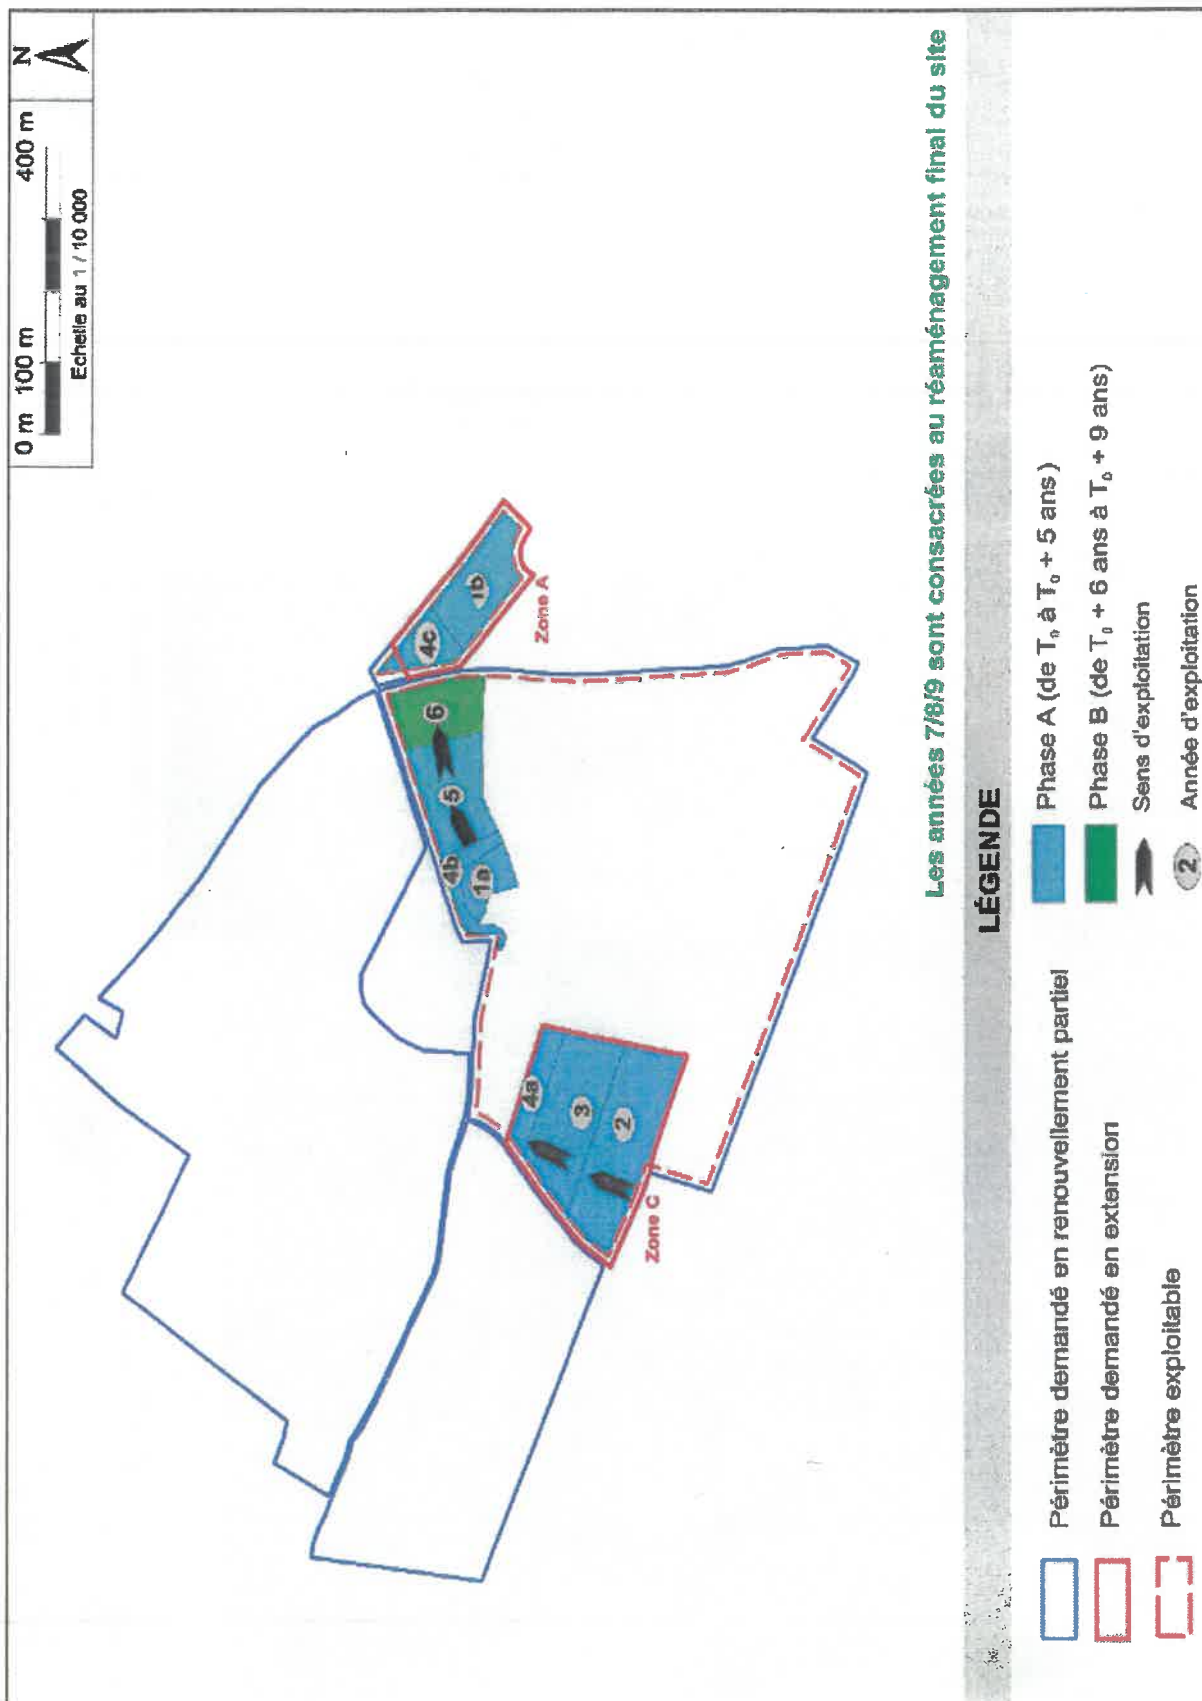 N
0 m 100 m 400 m
Echelle au 1 / 10 000
4c
1b
Zone A
6
5
4b
1a
4a
3
2
Zone C
Les années 7/8/9 sont consacrées au réaménagement final du site
LÉGENDE
Périmètre demandé en renouvellement partiel
Périmètre demandé en extension
Périmètre exploitable
Phase A (de T₀ à T₀ + 5 ans)
Phase B (de T₀ + 6 ans à T₀ + 9 ans)
Sens d'exploitation
2 Année d'exploitation